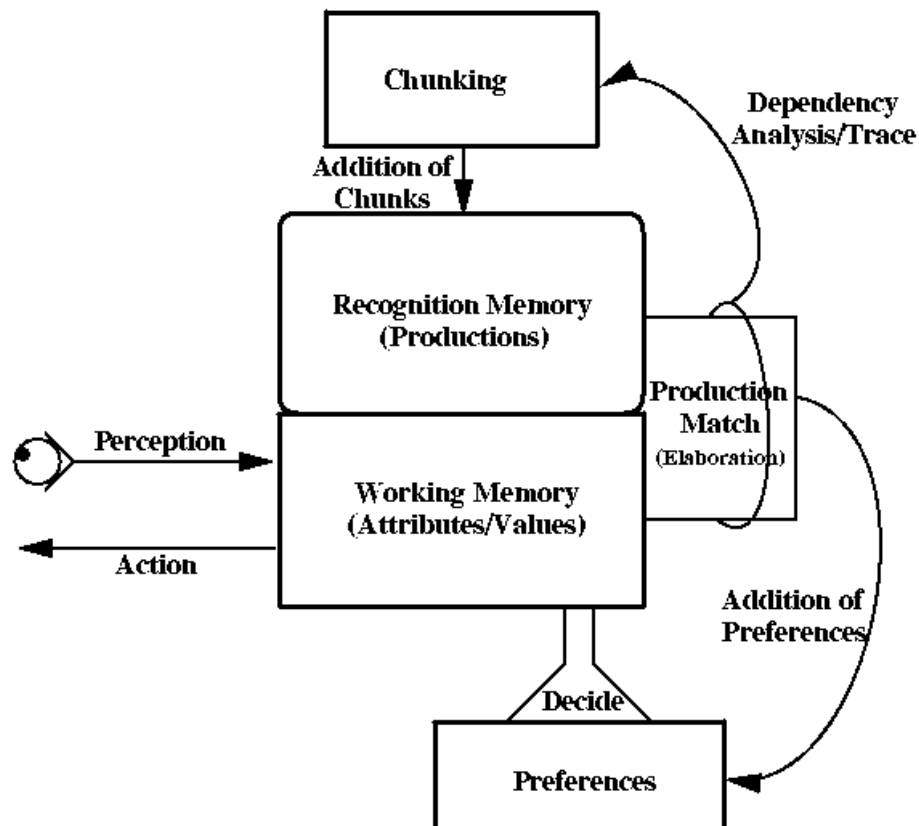 Chunking
Dependency
Analysis/Trace
Addition of
Chunks
Recognition Memory
(Productions)
Production
Match
(Elaboration)
Perception
Working Memory
(Attributes/Values)
Action
Addition of
Preferences
Decide
Preferences